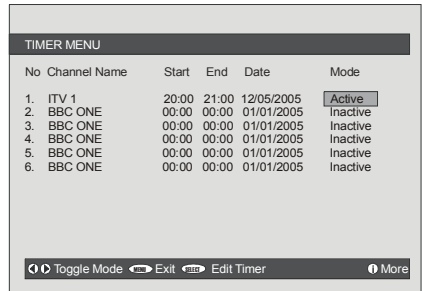 TIMER MENU
No Channel Name Start End Date Mode
1. ITV 1 20:00 21:00 12/05/2005 Active
2. BBC ONE 00:00 00:00 01/01/2005 Inactive
3. BBC ONE 00:00 00:00 01/01/2005 Inactive
4. BBC ONE 00:00 00:00 01/01/2005 Inactive
5. BBC ONE 00:00 00:00 01/01/2005 Inactive
6. BBC ONE 00:00 00:00 01/01/2005 Inactive
Toggle Mode MENU Exit SELECT Edit Timer i More